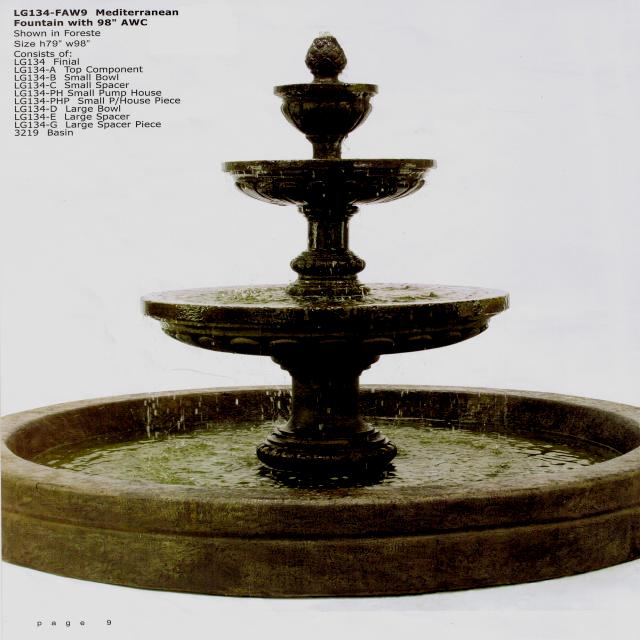 LG134-FAW9 Mediterranean
Fountain with 98" AWC
Shown in Foreste
Size h79" w98"
Consists of:
LG134 Finial
LG134-A Top Component
LG134-B Small Bowl
LG134-C Small Spacer
LG134-PH Small Pump House
LG134-PHP Small P/House Piece
LG134-D Large Bowl
LG134-E Large Spacer
LG134-G Large Spacer Piece
3219 Basin
page 9